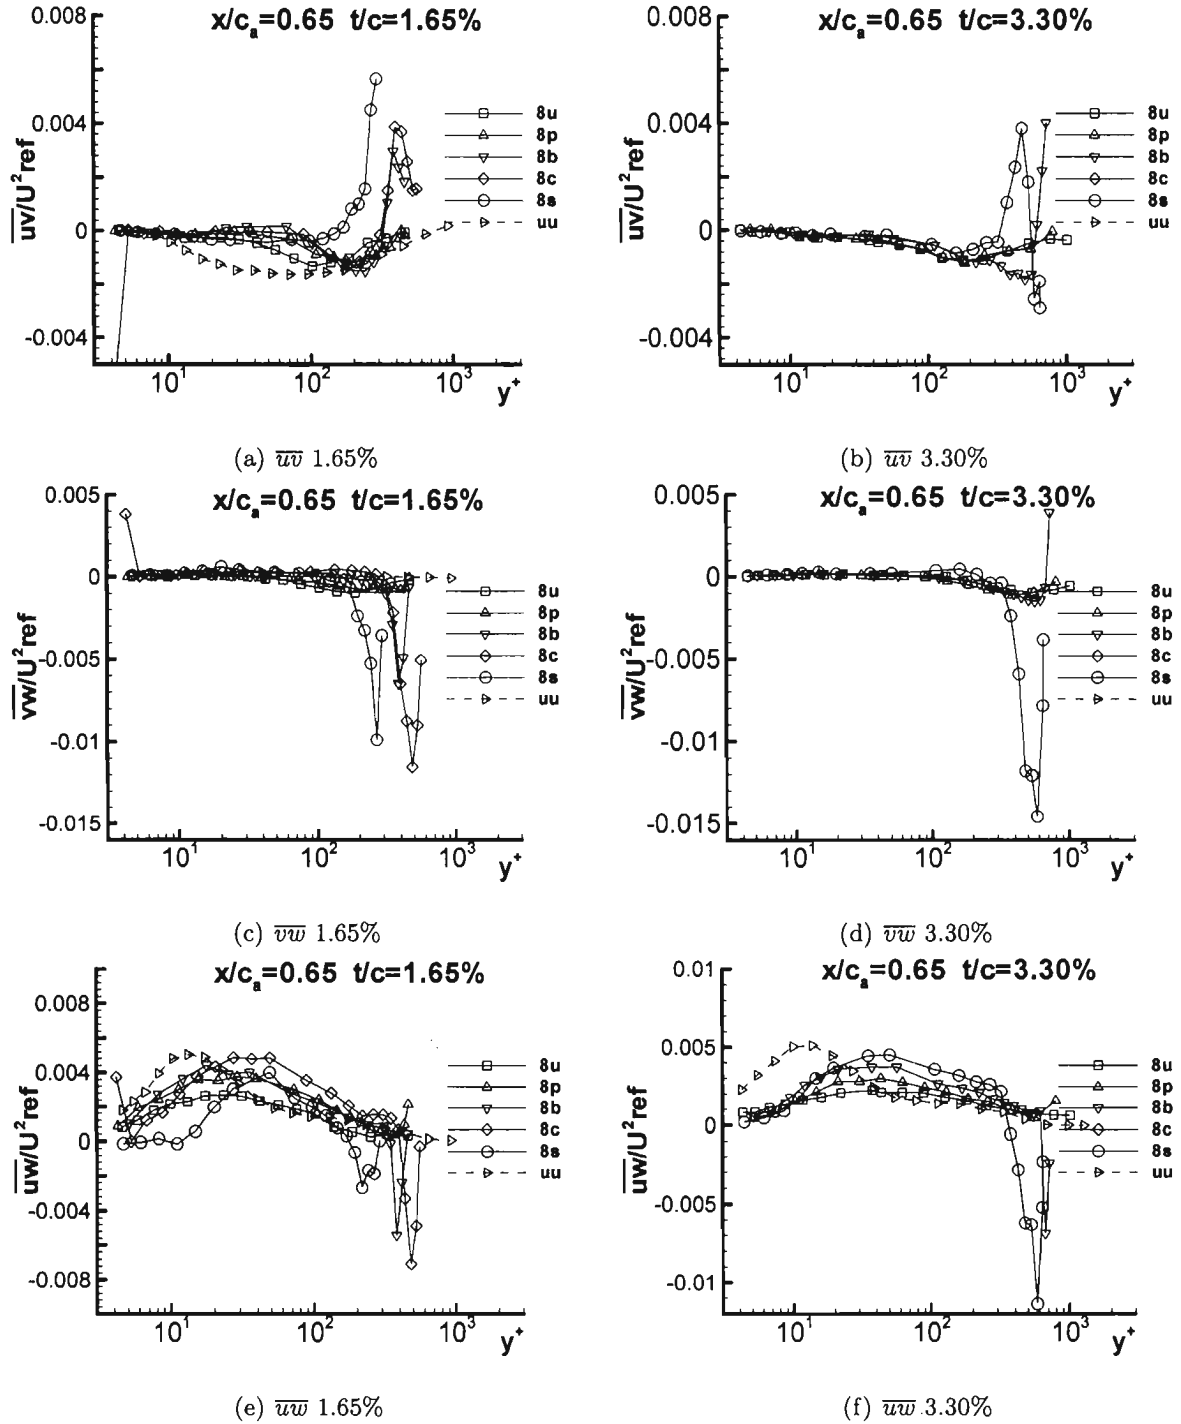 x/cₐ=0.65 t/c=1.65%
0.008
0.004
0
-0.004
uv/U²ref
8u
8p
8b
8c
8s
uu
10¹ 10² 10³ y⁺
(a) uv 1.65%
x/cₐ=0.65 t/c=3.30%
0.008
0.004
0
-0.004
uv/U²ref
8u
8p
8b
8c
8s
uu
10¹ 10² 10³ y⁺
(b) uv 3.30%
x/cₐ=0.65 t/c=1.65%
0.005
0
-0.005
-0.01
-0.015
vw/U²ref
8u
8p
8b
8c
8s
uu
10¹ 10² 10³ y⁺
(c) vw 1.65%
x/cₐ=0.65 t/c=3.30%
0.005
0
-0.005
-0.01
-0.015
vw/U²ref
8u
8p
8b
8c
8s
uu
10¹ 10² 10³ y⁺
(d) vw 3.30%
x/cₐ=0.65 t/c=1.65%
0.008
0.004
0
-0.004
-0.008
uw/U²ref
8u
8p
8b
8c
8s
uu
10¹ 10² 10³ y⁺
(e) uw 1.65%
x/cₐ=0.65 t/c=3.30%
0.01
0.005
0
-0.005
-0.01
uw/U²ref
8u
8p
8b
8c
8s
uu
10¹ 10² 10³ y⁺
(f) uw 3.30%